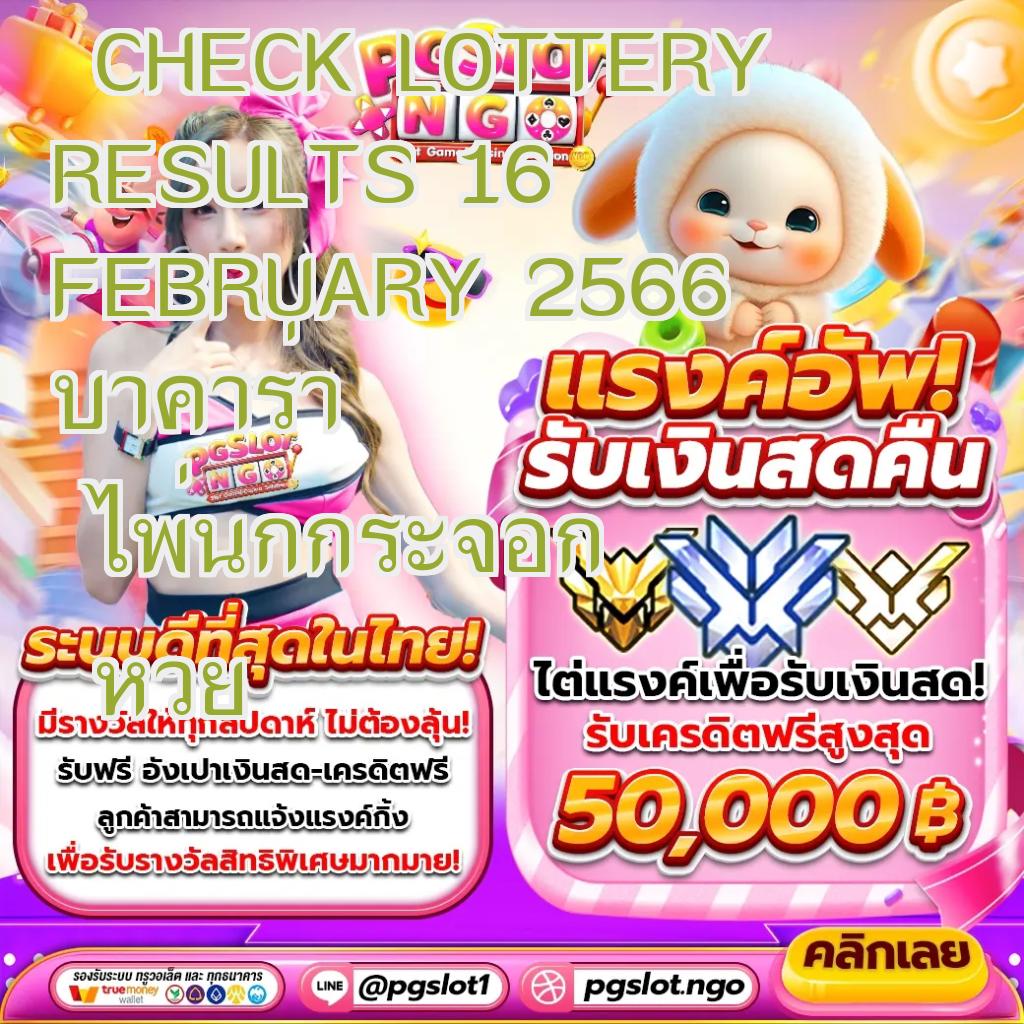 CHECK LOTTERY
RESULTS 16
FEBRUARY 2566
บาคาร่า
ไพ่นกกระจอก
หวย
PGSLOT
NGO
แรงค์อัพ!
รับเงินสดคืน
PGSLOT
NGO
ระบบดีที่สุดในไทย!
มีรางวัลให้ทุกสัปดาห์ ไม่ต้องลุ้น!
รับฟรี อังเปาเงินสด-เครดิตฟรี
ลูกค้าสามารถแจ้งแรงค์กิ้ง
เพื่อรับรางวัลสิทธิพิเศษมากมาย!
ไต่แรงค์เพื่อรับเงินสด!
รับเครดิตฟรีสูงสุด
50,000 ฿
คลิกเลย
รองรับระบบ ทรูวอเล็ต และ ทุกธนาคาร
truemoney
wallet
LINE @pgslot1
pgslot.ngo